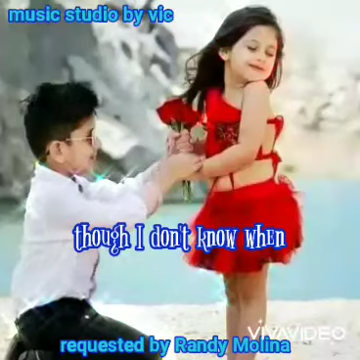 music studio by vic
though I don't know when
VIVAVIDEO
requested by Randy Molina